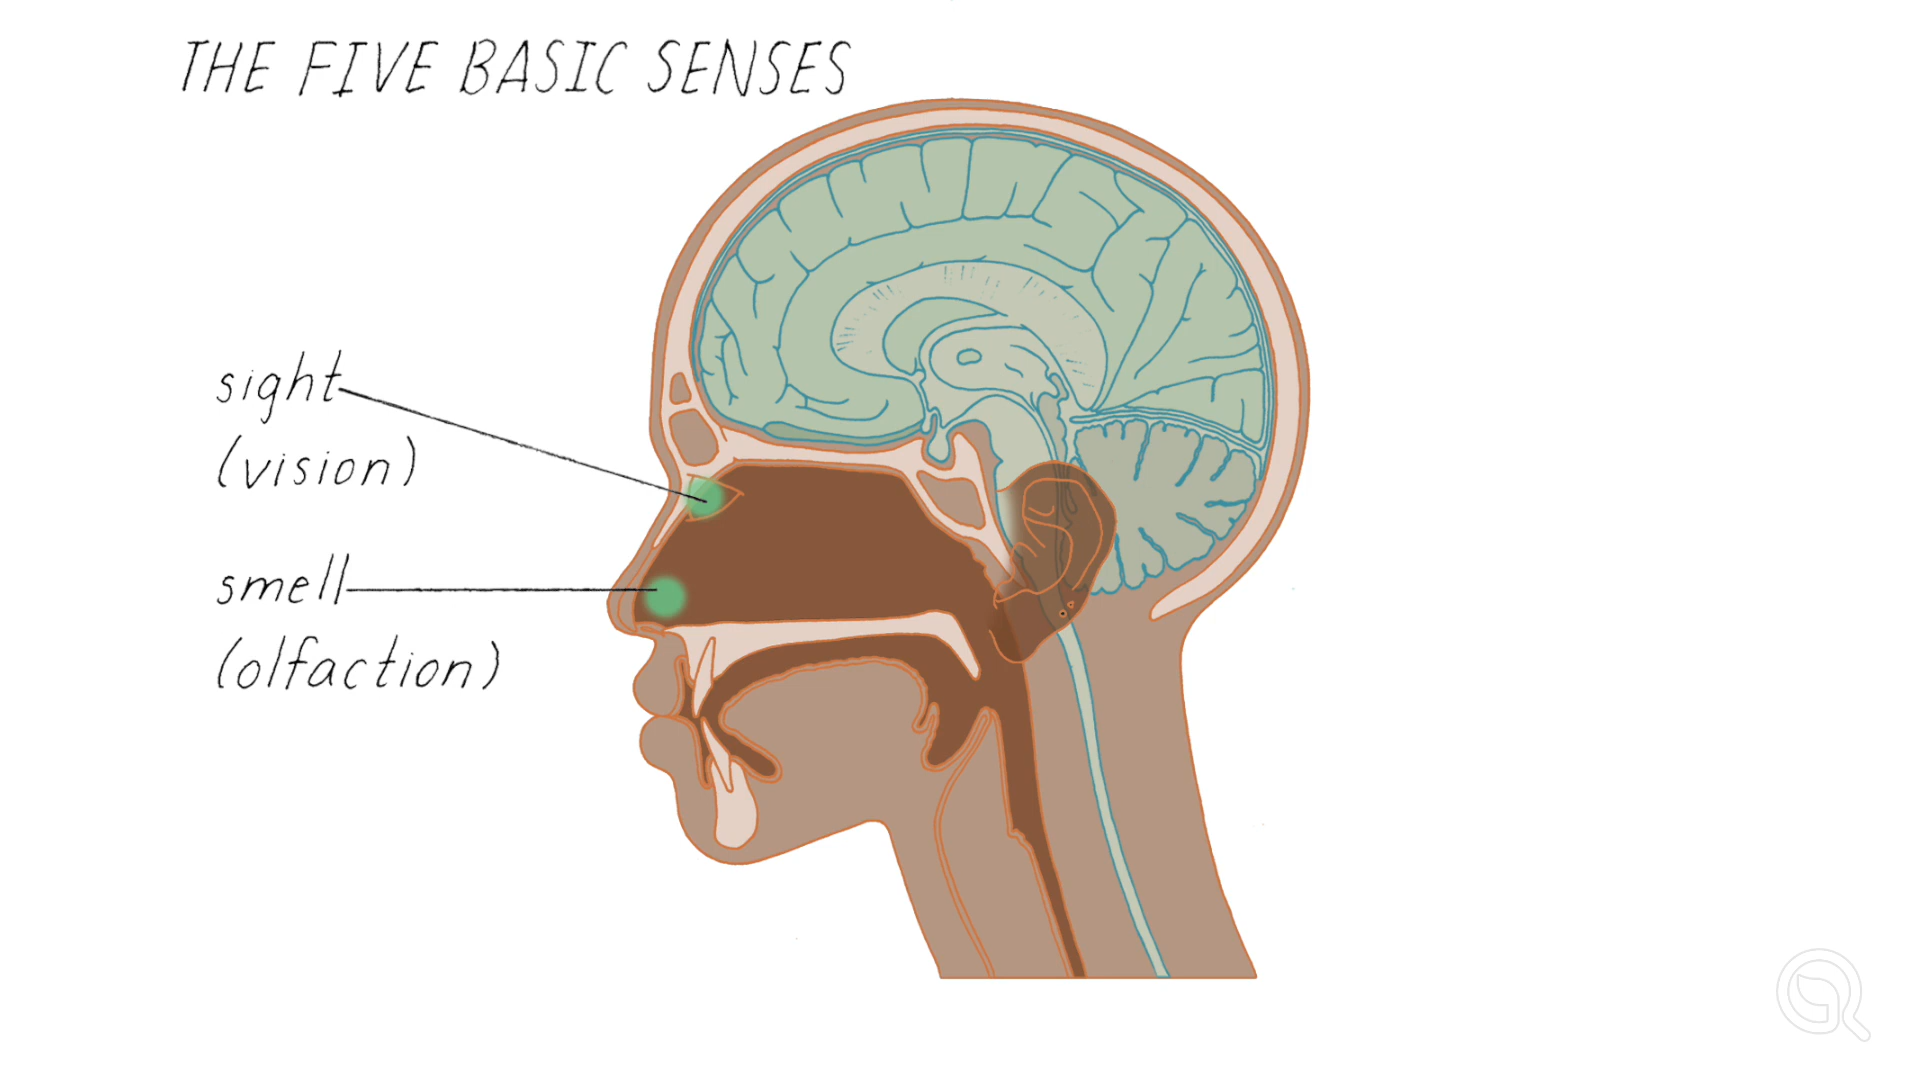 THE FIVE BASIC SENSES
sight
(vision)
smell
(olfaction)